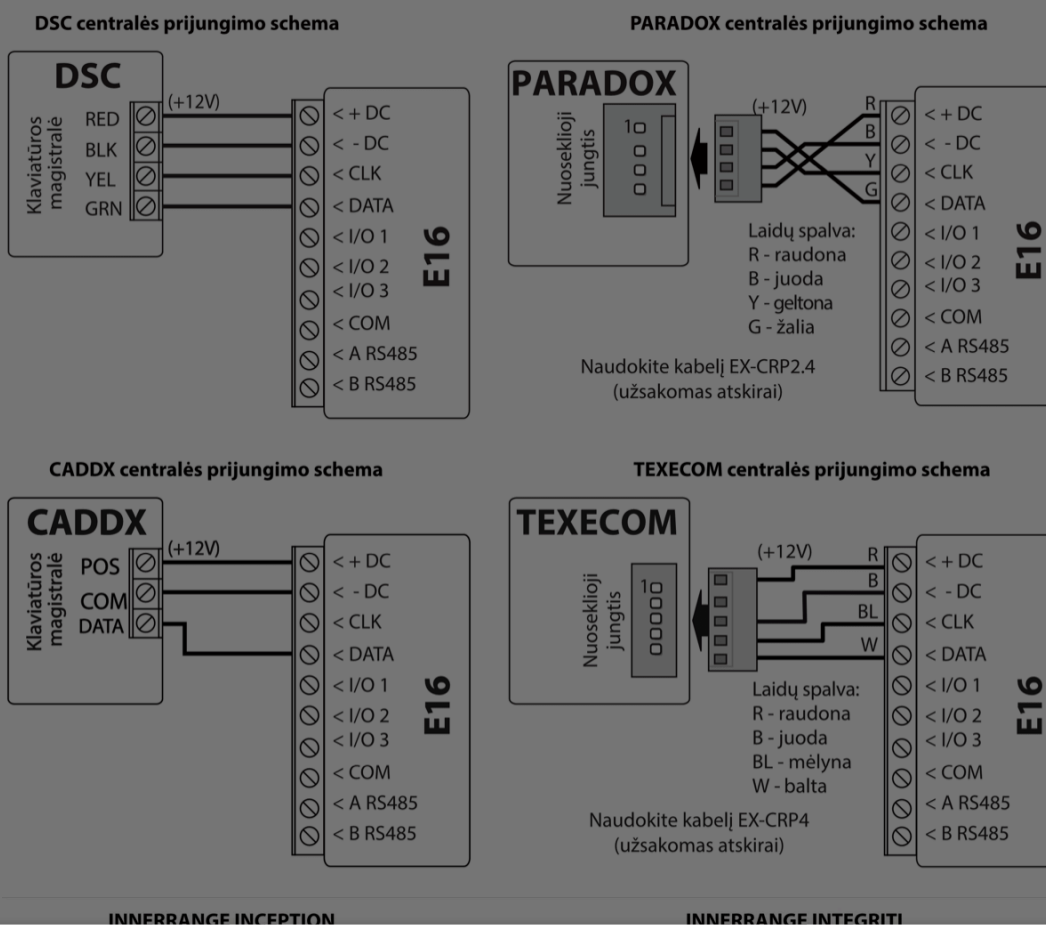 DSC centralės prijungimo schema
DSC
Klaviatūros
magistralė
RED
BLK
YEL
GRN
(+12V)
< + DC
< - DC
< CLK
< DATA
< I/O 1
< I/O 2
< I/O 3
< COM
< A RS485
< B RS485
E16
PARADOX centralės prijungimo schema
PARADOX
Nuoseklioji
jungtis
1
(+12V)
R
B
Y
G
Laidų spalva:
R - raudona
B - juoda
Y - geltona
G - žalia
Naudokite kabelį EX-CRP2.4
(užsakomas atskirai)
< + DC
< - DC
< CLK
< DATA
< I/O 1
< I/O 2
< I/O 3
< COM
< A RS485
< B RS485
E16
CADDX centralės prijungimo schema
CADDX
Klaviatūros
magistralė
POS
COM
DATA
(+12V)
< + DC
< - DC
< CLK
< DATA
< I/O 1
< I/O 2
< I/O 3
< COM
< A RS485
< B RS485
E16
TEXECOM centralės prijungimo schema
TEXECOM
Nuoseklioji
jungtis
1
(+12V)
R
B
BL
W
Laidų spalva:
R - raudona
B - juoda
BL - mėlyna
W - balta
Naudokite kabelį EX-CRP4
(užsakomas atskirai)
< + DC
< - DC
< CLK
< DATA
< I/O 1
< I/O 2
< I/O 3
< COM
< A RS485
< B RS485
E16
INNERRANGE INCEPTION
INNERRANGE INTEGRITI